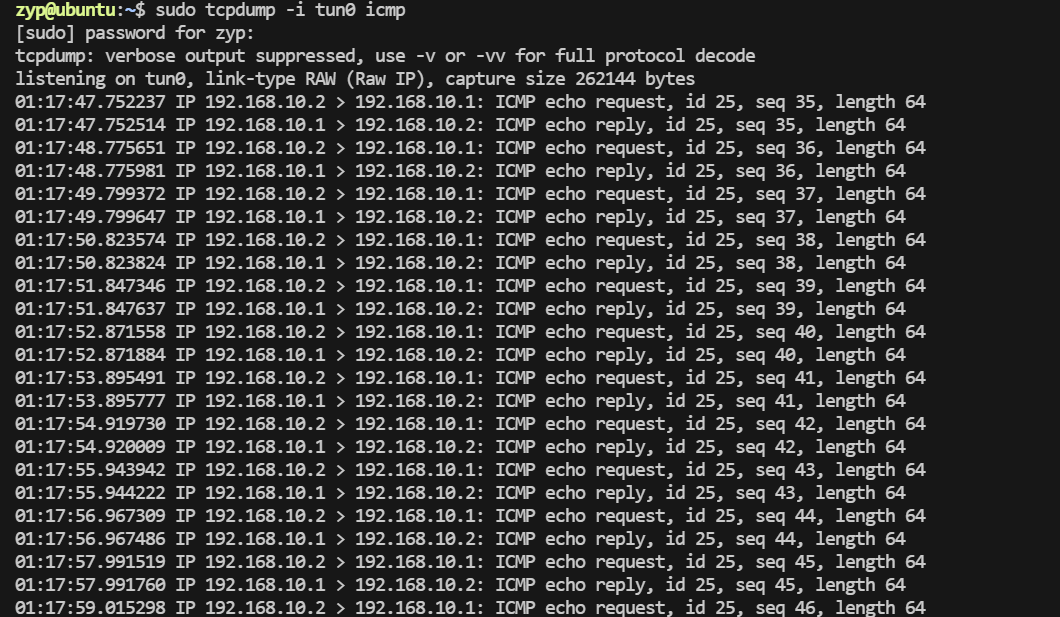 zyp@ubuntu:~$ sudo tcpdump -i tun0 icmp
[sudo] password for zyp:
tcpdump: verbose output suppressed, use -v or -vv for full protocol decode
listening on tun0, link-type RAW (Raw IP), capture size 262144 bytes
01:17:47.752237 IP 192.168.10.2 > 192.168.10.1: ICMP echo request, id 25, seq 35, length 64
01:17:47.752514 IP 192.168.10.1 > 192.168.10.2: ICMP echo reply, id 25, seq 35, length 64
01:17:48.775651 IP 192.168.10.2 > 192.168.10.1: ICMP echo request, id 25, seq 36, length 64
01:17:48.775981 IP 192.168.10.1 > 192.168.10.2: ICMP echo reply, id 25, seq 36, length 64
01:17:49.799372 IP 192.168.10.2 > 192.168.10.1: ICMP echo request, id 25, seq 37, length 64
01:17:49.799647 IP 192.168.10.1 > 192.168.10.2: ICMP echo reply, id 25, seq 37, length 64
01:17:50.823574 IP 192.168.10.2 > 192.168.10.1: ICMP echo request, id 25, seq 38, length 64
01:17:50.823824 IP 192.168.10.1 > 192.168.10.2: ICMP echo reply, id 25, seq 38, length 64
01:17:51.847346 IP 192.168.10.2 > 192.168.10.1: ICMP echo request, id 25, seq 39, length 64
01:17:51.847637 IP 192.168.10.1 > 192.168.10.2: ICMP echo reply, id 25, seq 39, length 64
01:17:52.871558 IP 192.168.10.2 > 192.168.10.1: ICMP echo request, id 25, seq 40, length 64
01:17:52.871884 IP 192.168.10.1 > 192.168.10.2: ICMP echo reply, id 25, seq 40, length 64
01:17:53.895491 IP 192.168.10.2 > 192.168.10.1: ICMP echo request, id 25, seq 41, length 64
01:17:53.895777 IP 192.168.10.1 > 192.168.10.2: ICMP echo reply, id 25, seq 41, length 64
01:17:54.919730 IP 192.168.10.2 > 192.168.10.1: ICMP echo request, id 25, seq 42, length 64
01:17:54.920009 IP 192.168.10.1 > 192.168.10.2: ICMP echo reply, id 25, seq 42, length 64
01:17:55.943942 IP 192.168.10.2 > 192.168.10.1: ICMP echo request, id 25, seq 43, length 64
01:17:55.944222 IP 192.168.10.1 > 192.168.10.2: ICMP echo reply, id 25, seq 43, length 64
01:17:56.967309 IP 192.168.10.2 > 192.168.10.1: ICMP echo request, id 25, seq 44, length 64
01:17:56.967486 IP 192.168.10.1 > 192.168.10.2: ICMP echo reply, id 25, seq 44, length 64
01:17:57.991519 IP 192.168.10.2 > 192.168.10.1: ICMP echo request, id 25, seq 45, length 64
01:17:57.991760 IP 192.168.10.1 > 192.168.10.2: ICMP echo reply, id 25, seq 45, length 64
01:17:59.015298 IP 192.168.10.2 > 192.168.10.1: ICMP echo request, id 25, seq 46, length 64